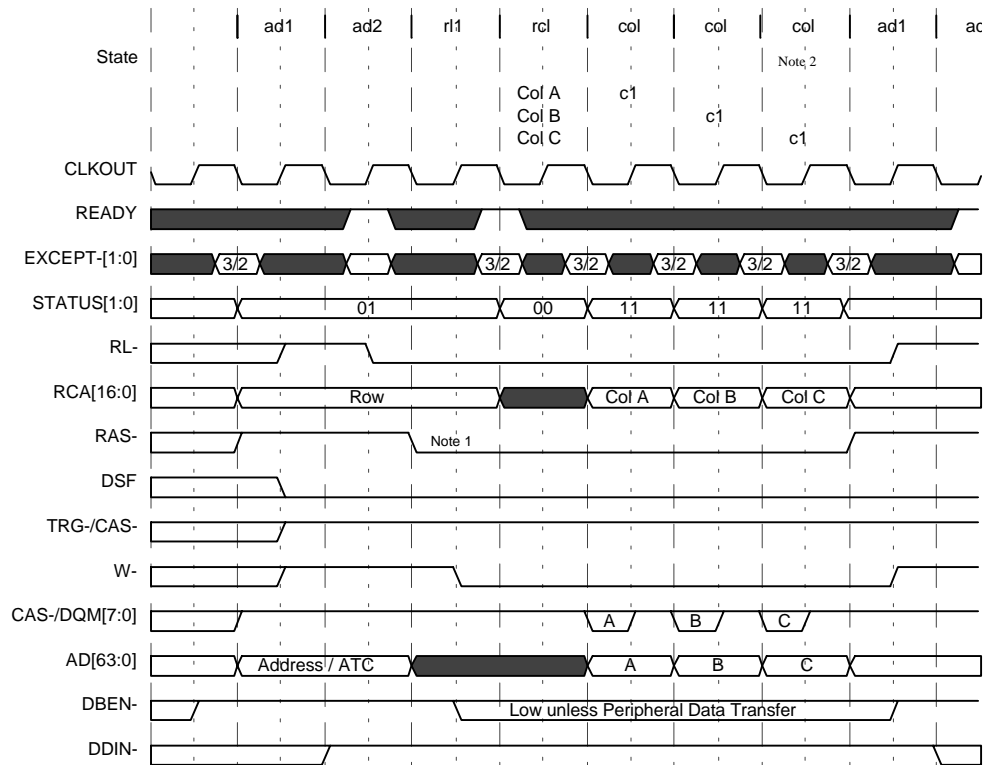 ad1 ad2 rl1 rcl col col col ad1 ad
State Note 2
Col A c1
Col B c1
Col C c1
CLKOUT
READY
EXCEPT-[1:0] 3/2 3/2 3/2 3/2 3/2 3/2
STATUS[1:0] 01 00 11 11 11
RL-
RCA[16:0] Row Col A Col B Col C
RAS- Note 1
DSF
TRG-/CAS-
W-
CAS-/DQM[7:0] A B C
AD[63:0] Address / ATC A B C
DBEN- Low unless Peripheral Data Transfer
DDIN-